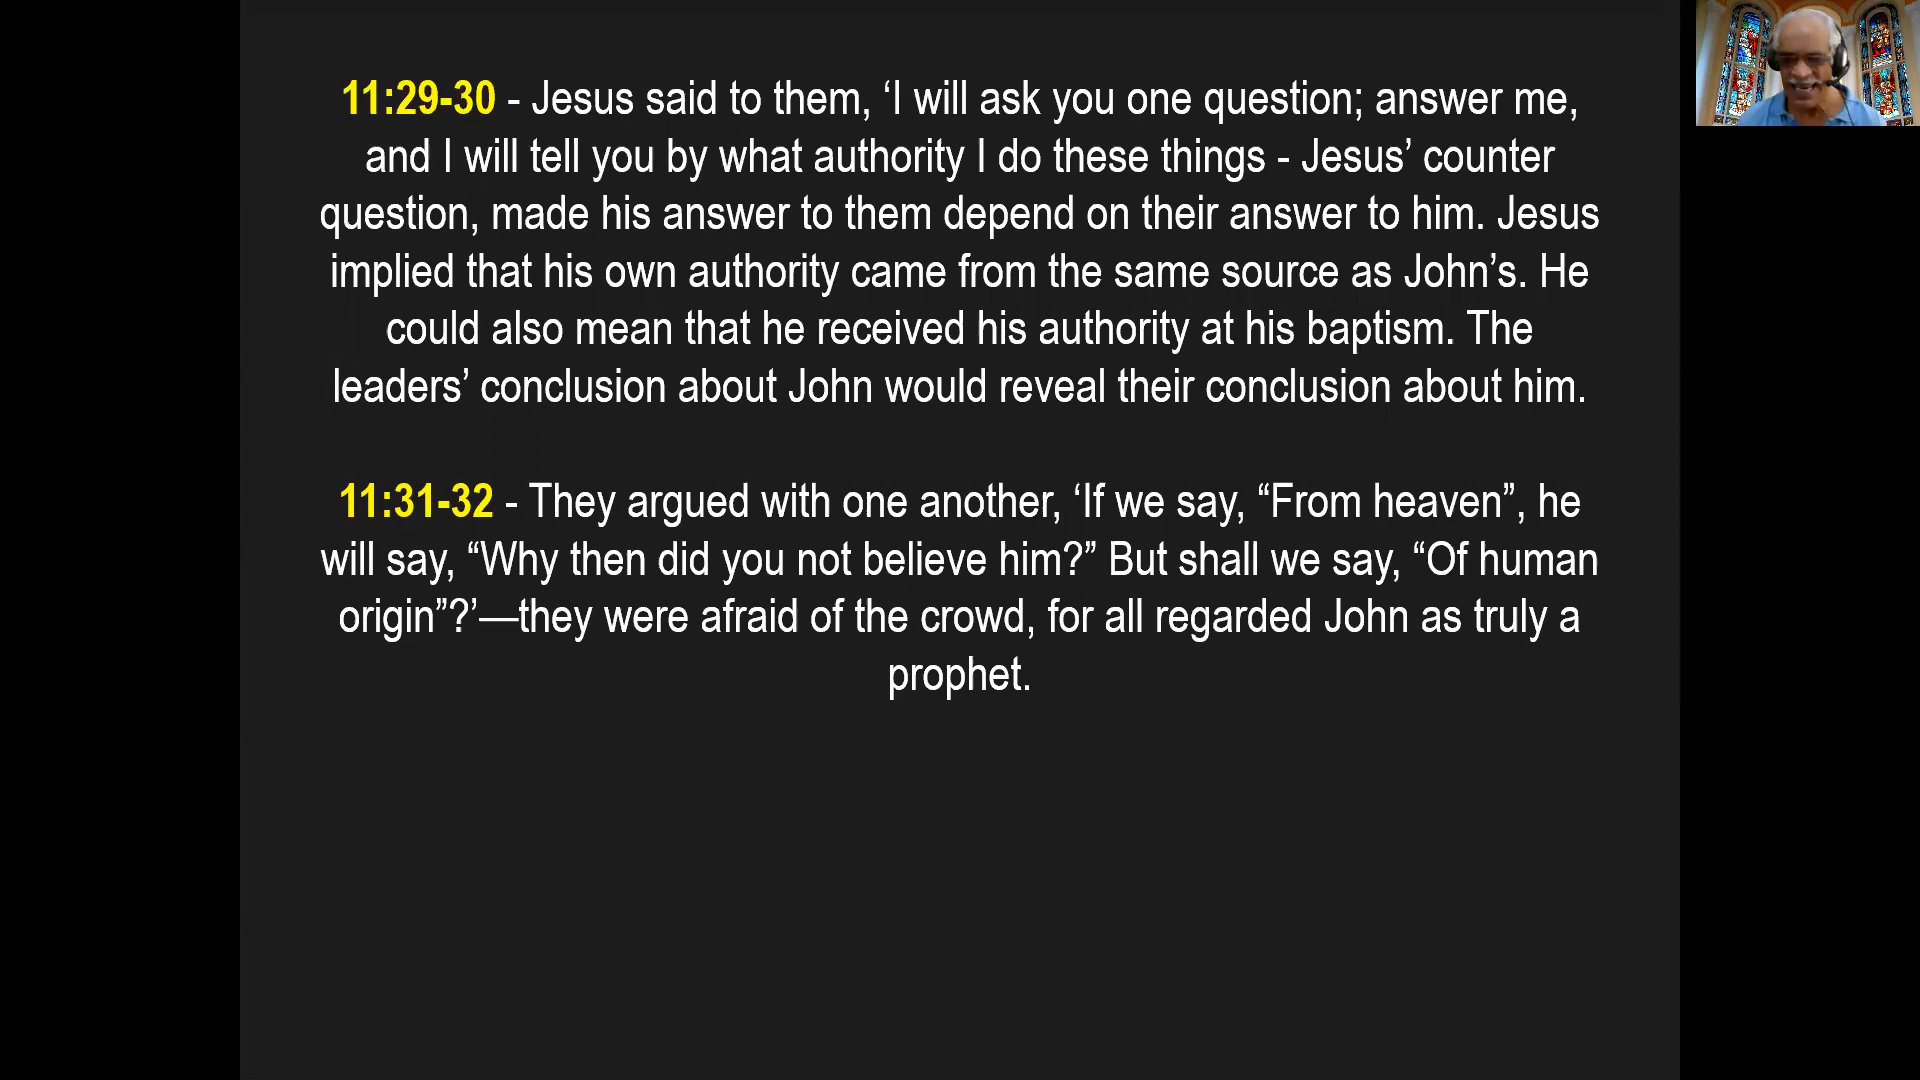 11:29-30 - Jesus said to them, ‘I will ask you one question; answer me,
and I will tell you by what authority I do these things - Jesus’ counter
question, made his answer to them depend on their answer to him. Jesus
implied that his own authority came from the same source as John’s. He
could also mean that he received his authority at his baptism. The
leaders’ conclusion about John would reveal their conclusion about him.
11:31-32 - They argued with one another, ‘If we say, “From heaven”, he
will say, “Why then did you not believe him?” But shall we say, “Of human
origin”?’—they were afraid of the crowd, for all regarded John as truly a
prophet.